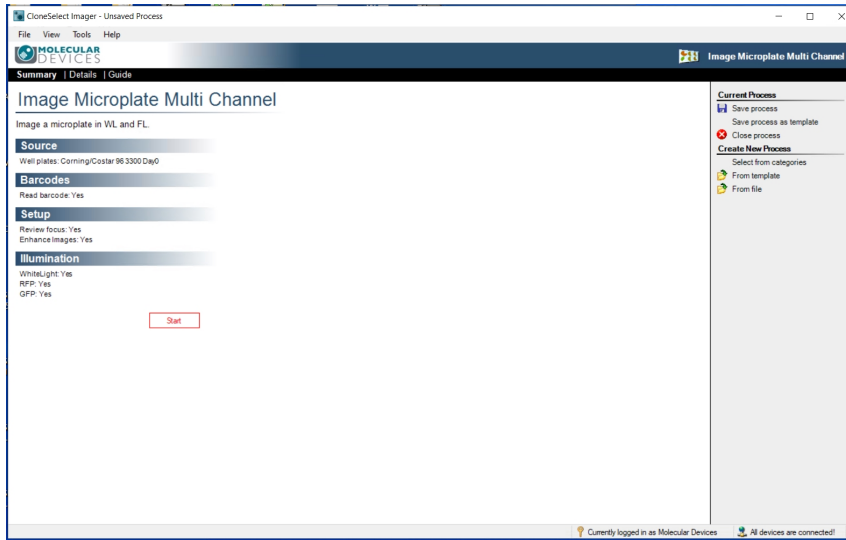 CloneSelect Imager - Unsaved Process
File View Tools Help
MOLECULAR
DEVICES
Image Microplate Multi Channel
Summary | Details | Guide
Image Microplate Multi Channel
Image a microplate in WL and FL.
Source
Well plates: Corning/Costar 96 3300 Day0
Barcodes
Read barcode: Yes
Setup
Review focus: Yes
Enhance Images: Yes
Illumination
WhiteLight: Yes
RFP: Yes
GFP: Yes
Start
Current Process
Save process
Save process as template
Close process
Create New Process
Select from categories
From template
From file
Currently logged in as Molecular Devices
All devices are connected!